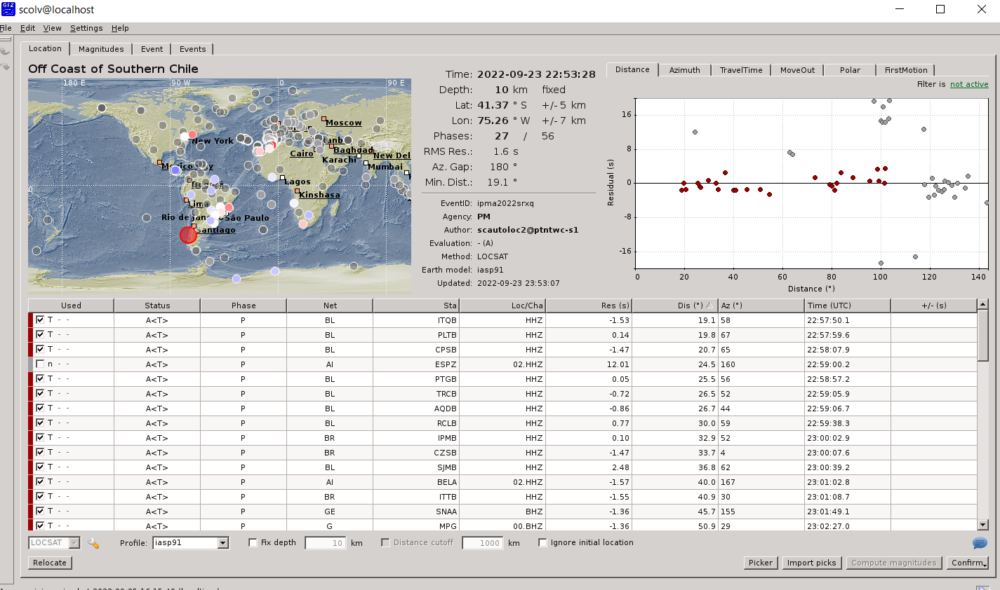 GFZ scolv@localhost
File Edit View Settings Help
Location Magnitudes Event Events
Off Coast of Southern Chile
180 E 90 W 0 90 E
Moscow
New York
Cairo
Baghdad
New Del
Karachi
Mumbai
Mexico City
Lagos
Bogotá
0
Kinshasa
Lima
Rio de Janeiro
São Paulo
Santiago
Time: 2022-09-23 22:53:28
Depth: 10 km fixed
Lat: 41.37 ° S +/- 5 km
Lon: 75.26 ° W +/- 7 km
Phases: 27 / 56
RMS Res.: 1.6 s
Az. Gap: 180 °
Min. Dist.: 19.1 °
EventID: ipma2022srxq
Agency: PM
Author: scautoloc2@ptntwc-s1
Evaluation: - (A)
Method: LOCSAT
Earth model: iasp91
Updated: 2022-09-23 23:53:07
Distance Azimuth TravelTime MoveOut Polar FirstMotion
Filter is not active
Residual (s)
16
8
0
-8
-16
0 20 40 60 80 100 120 140
Distance (°)
Used Status Phase Net Sta Loc/Cha Res (s) Dis (°) Az (°) Time (UTC) +/- (s)
T - - A<T> P BL ITQB HHZ -1.53 19.1 58 22:57:50.1
T - - A<T> P BL PLTB HHZ 0.14 19.8 67 22:57:59.6
T - - A<T> P BL CPSB HHZ -1.47 20.7 65 22:58:07.9
n - - A<T> P AI ESPZ 02.HHZ 12.01 24.5 160 22:59:00.2
T - - A<T> P BL PTGB HHZ 0.05 25.5 56 22:58:57.2
T - - A<T> P BL TRCB HHZ -0.72 26.5 52 22:59:05.9
T - - A<T> P BL AQDB HHZ -0.86 26.7 44 22:59:06.7
T - - A<T> P BL RCLB HHZ 0.77 30.0 59 22:59:38.3
T - - A<T> P BR IPMB HHZ 0.10 32.9 52 23:00:02.9
T - - A<T> P BR CZSB HHZ -1.47 33.7 4 23:00:07.6
T - - A<T> P BL SJMB HHZ 2.48 36.8 62 23:00:39.2
T - - A<T> P AI BELA 02.HHZ -1.57 40.0 167 23:01:02.8
T - - A<T> P BR ITTB HHZ -1.55 40.9 30 23:01:08.7
T - - A<T> P GE SNAA BHZ -1.36 45.7 155 23:01:49.1
T - - A<T> P G MPG 00.BHZ -1.36 50.9 29 23:02:27.0
LOCSAT Profile: iasp91 Fix depth 10 km Distance cutoff 1000 km Ignore initial location
Relocate Picker Import picks Compute magnitudes Confirm